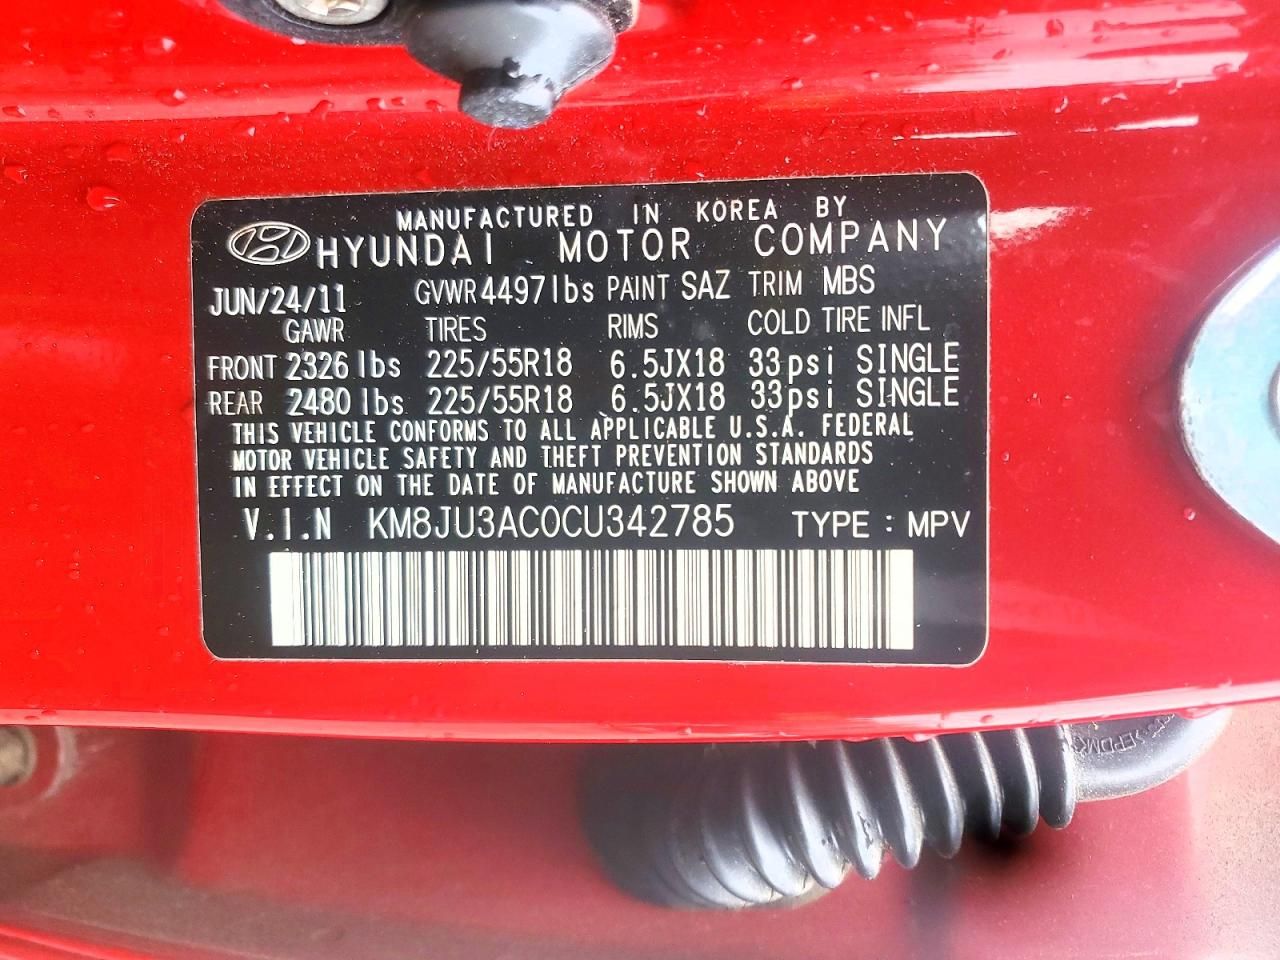 MANUFACTURED IN KOREA BY
HYUNDAI MOTOR COMPANY
JUN/24/11 GVWR 4497lbs PAINT SAZ TRIM MBS
GAWR TIRES RIMS COLD TIRE INFL
FRONT 2326 lbs 225/55R18 6.5JX18 33psi SINGLE
REAR 2480 lbs 225/55R18 6.5JX18 33psi SINGLE
THIS VEHICLE CONFORMS TO ALL APPLICABLE U.S.A. FEDERAL
MOTOR VEHICLE SAFETY AND THEFT PREVENTION STANDARDS
IN EFFECT ON THE DATE OF MANUFACTURE SHOWN ABOVE
V.I.N KM8JU3AC0CU342785 TYPE : MPV
>EPDM<